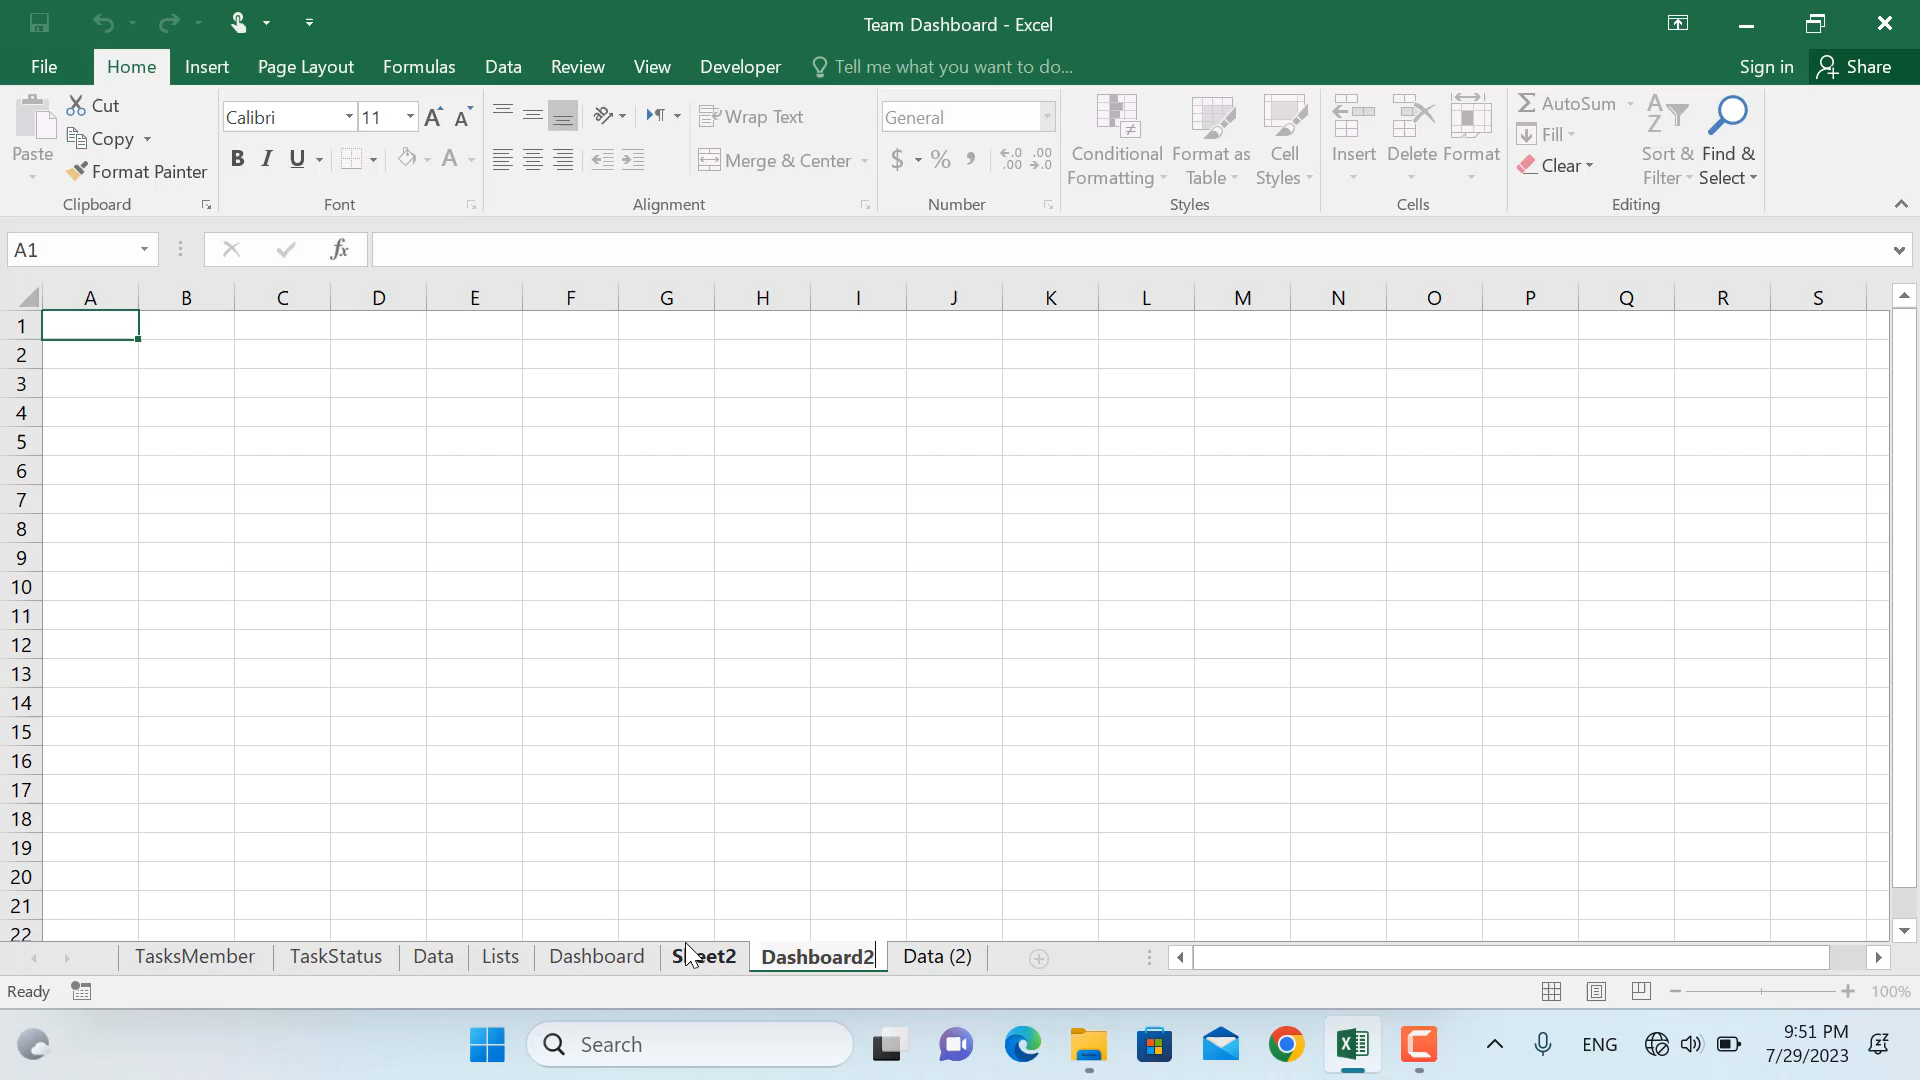 Team Dashboard - Excel
File Home Insert Page Layout Formulas Data Review View Developer Tell me what you want to do... Sign in Share
Paste
Cut
Copy
Format Painter
Clipboard
Calibri 11
B I U
Font
Wrap Text
Merge & Center
Alignment
General
$ % ,
Number
Conditional Formatting
Format as Table
Cell Styles
Styles
Insert Delete Format
Cells
AutoSum
Fill
Clear
Sort & Filter
Find & Select
Editing
A1 fx
A B C D E F G H I J K L M N O P Q R S
1
2
3
4
5
6
7
8
9
10
11
12
13
14
15
16
17
18
19
20
21
22
TasksMember TaskStatus Data Lists Dashboard Sheet2 Dashboard2 Data (2)
Ready 100%
Search ENG 9:51 PM
7/29/2023